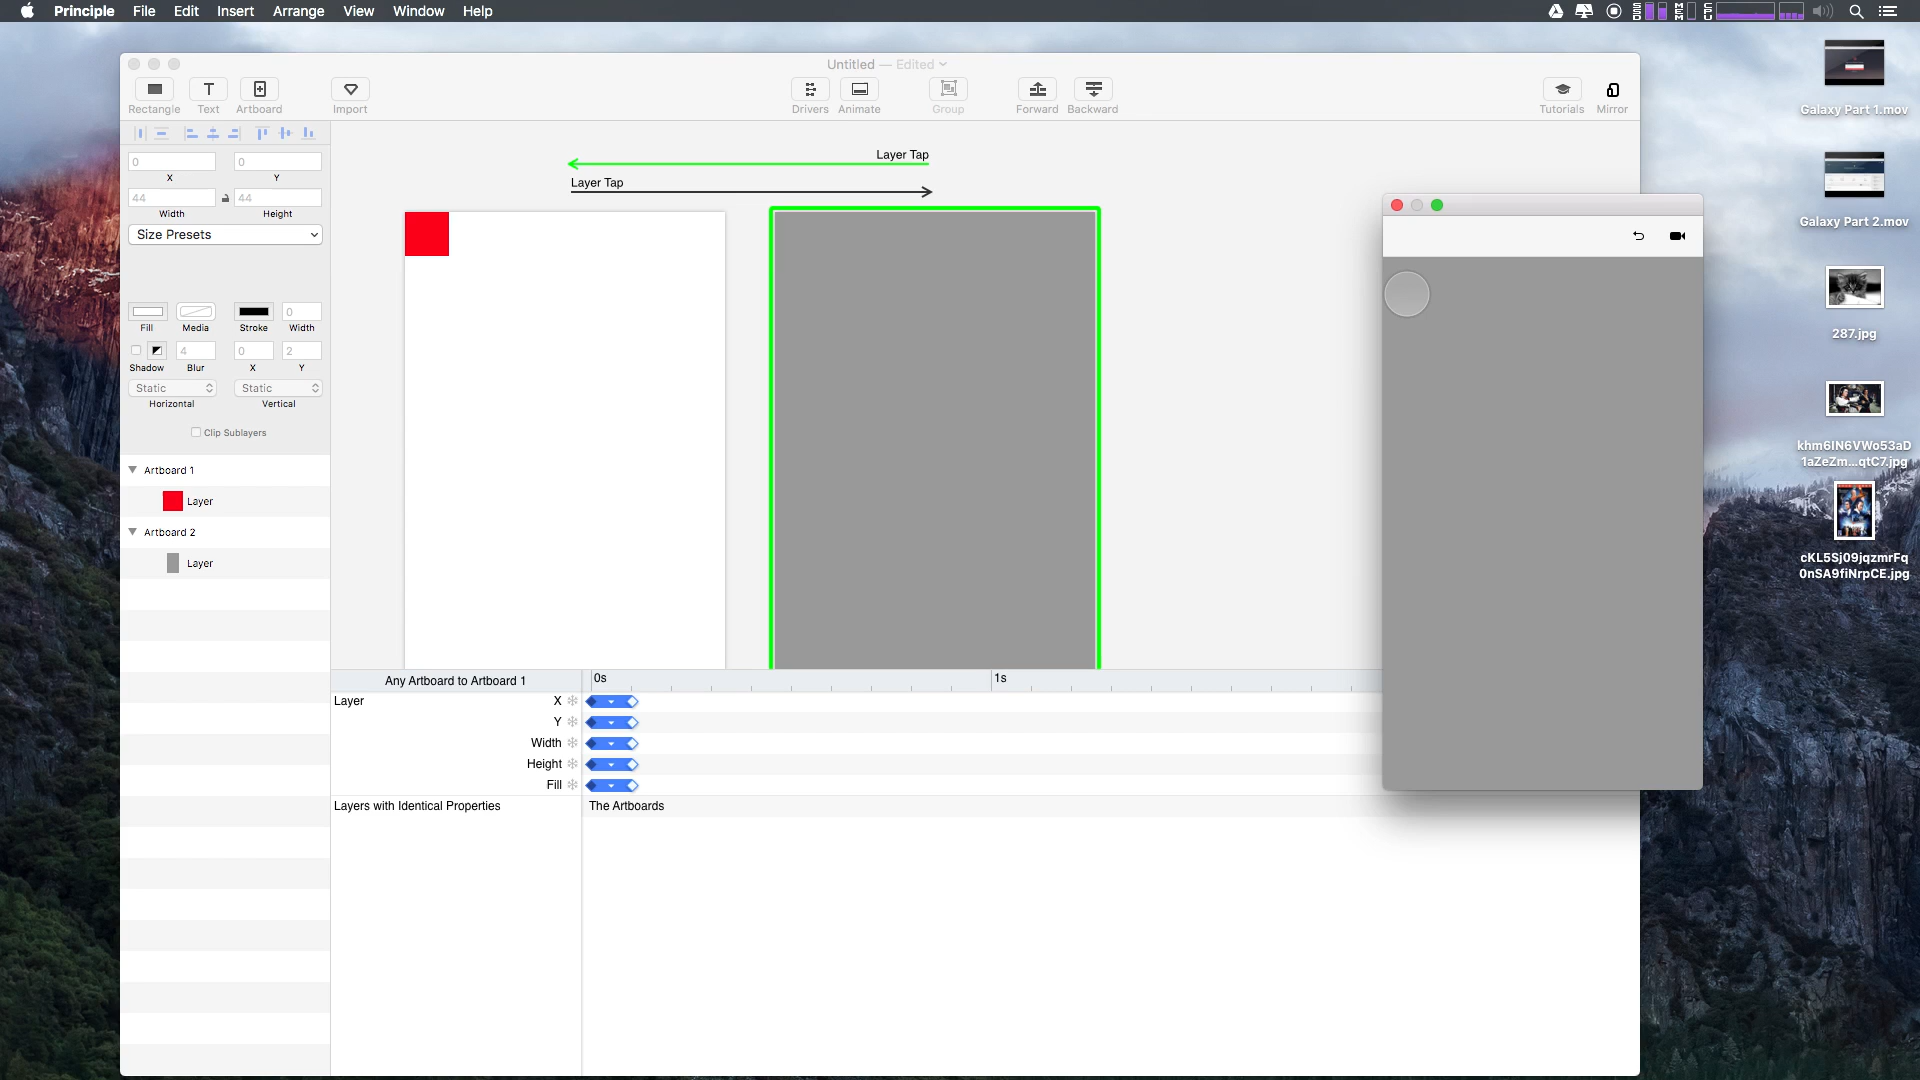 Principle File Edit Insert Arrange View Window Help
SSD MEM CPU
Untitled — Edited
Rectangle Text Artboard Import Drivers Animate Group Forward Backward Tutorials Mirror
0 0
X Y
44 44
Width Height
Size Presets
0
Fill Media Stroke Width
4 0 2
Shadow Blur X Y
Static Static
Horizontal Vertical
Clip Sublayers
Artboard 1
Layer
Artboard 2
Layer
Layer Tap
Layer Tap
Any Artboard to Artboard 1 0s 1s
Layer X
Y
Width
Height
Fill
Layers with Identical Properties The Artboards
Galaxy Part 1.mov
Galaxy Part 2.mov
287.jpg
khm6IN6VWo53aD
1aZeZm...qtC7.jpg
cKL5Sj09jqzmrFq
0nSA9fiNrpCE.jpg